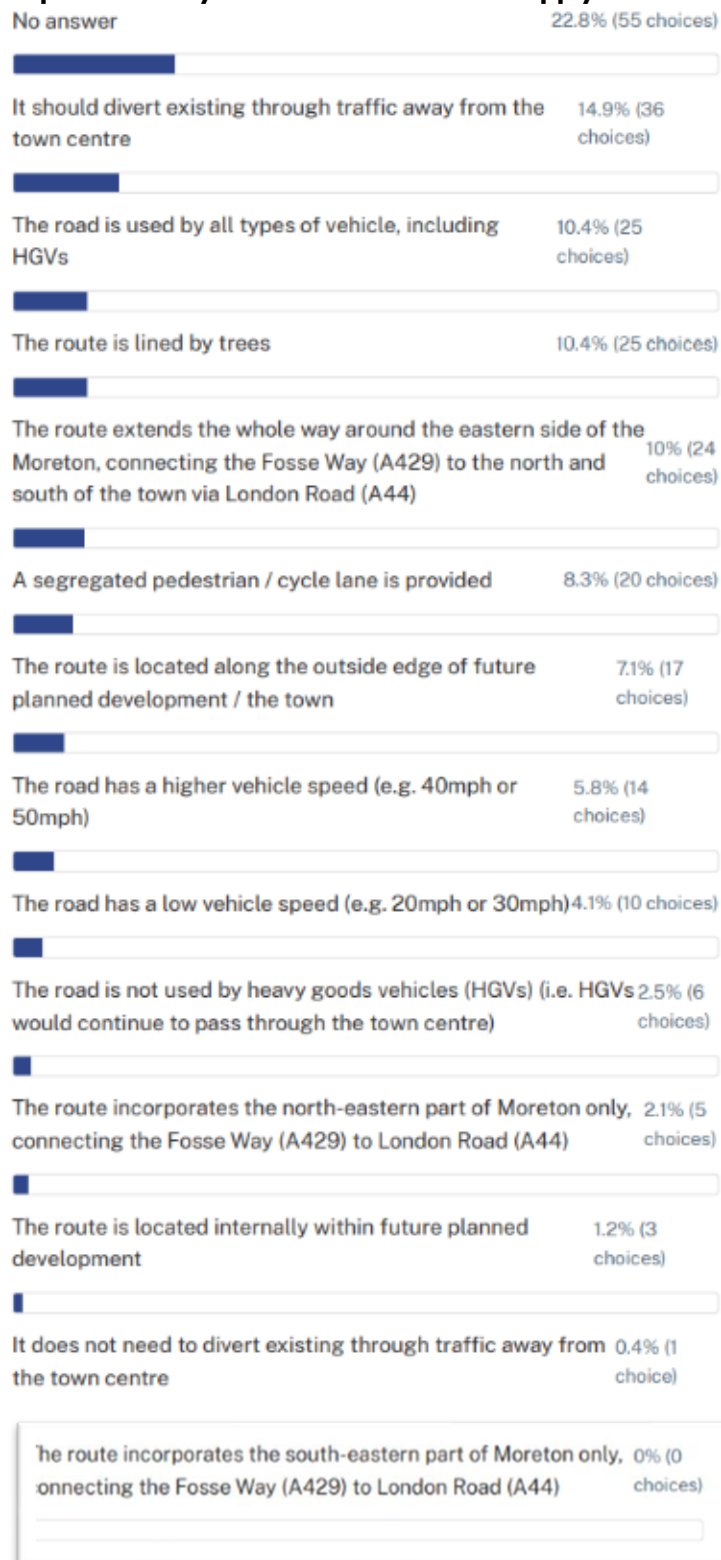 No answer 22.8% (55 choices)
It should divert existing through traffic away from the 14.9% (36
town centre choices)
The road is used by all types of vehicle, including 10.4% (25
HGVs choices)
The route is lined by trees 10.4% (25 choices)
The route extends the whole way around the eastern side of the
Moreton, connecting the Fosse Way (A429) to the north and 10% (24
south of the town via London Road (A44) choices)
A segregated pedestrian / cycle lane is provided 8.3% (20 choices)
The route is located along the outside edge of future 7.1% (17
planned development / the town choices)
The road has a higher vehicle speed (e.g. 40mph or 5.8% (14
50mph) choices)
The road has a low vehicle speed (e.g. 20mph or 30mph) 4.1% (10 choices)
The road is not used by heavy goods vehicles (HGVs) (i.e. HGVs 2.5% (6
would continue to pass through the town centre) choices)
The route incorporates the north-eastern part of Moreton only, 2.1% (5
connecting the Fosse Way (A429) to London Road (A44) choices)
The route is located internally within future planned 1.2% (3
development choices)
It does not need to divert existing through traffic away from 0.4% (1
the town centre choice)
he route incorporates the south-eastern part of Moreton only, 0% (0
onnecting the Fosse Way (A429) to London Road (A44) choices)